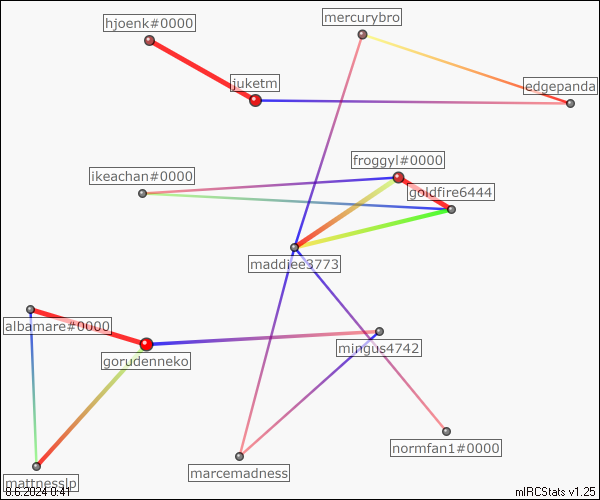 hjoenk#0000
mercurybro
juketm
edgepanda
froggyl#0000
ikeachan#0000
goldfire6444
maddiee3773
albamare#0000
gorudenneko
mingus4742
normfan1#0000
marcemadness
mattnesslp
8.6.2024 0:41
mIRCStats v1.25